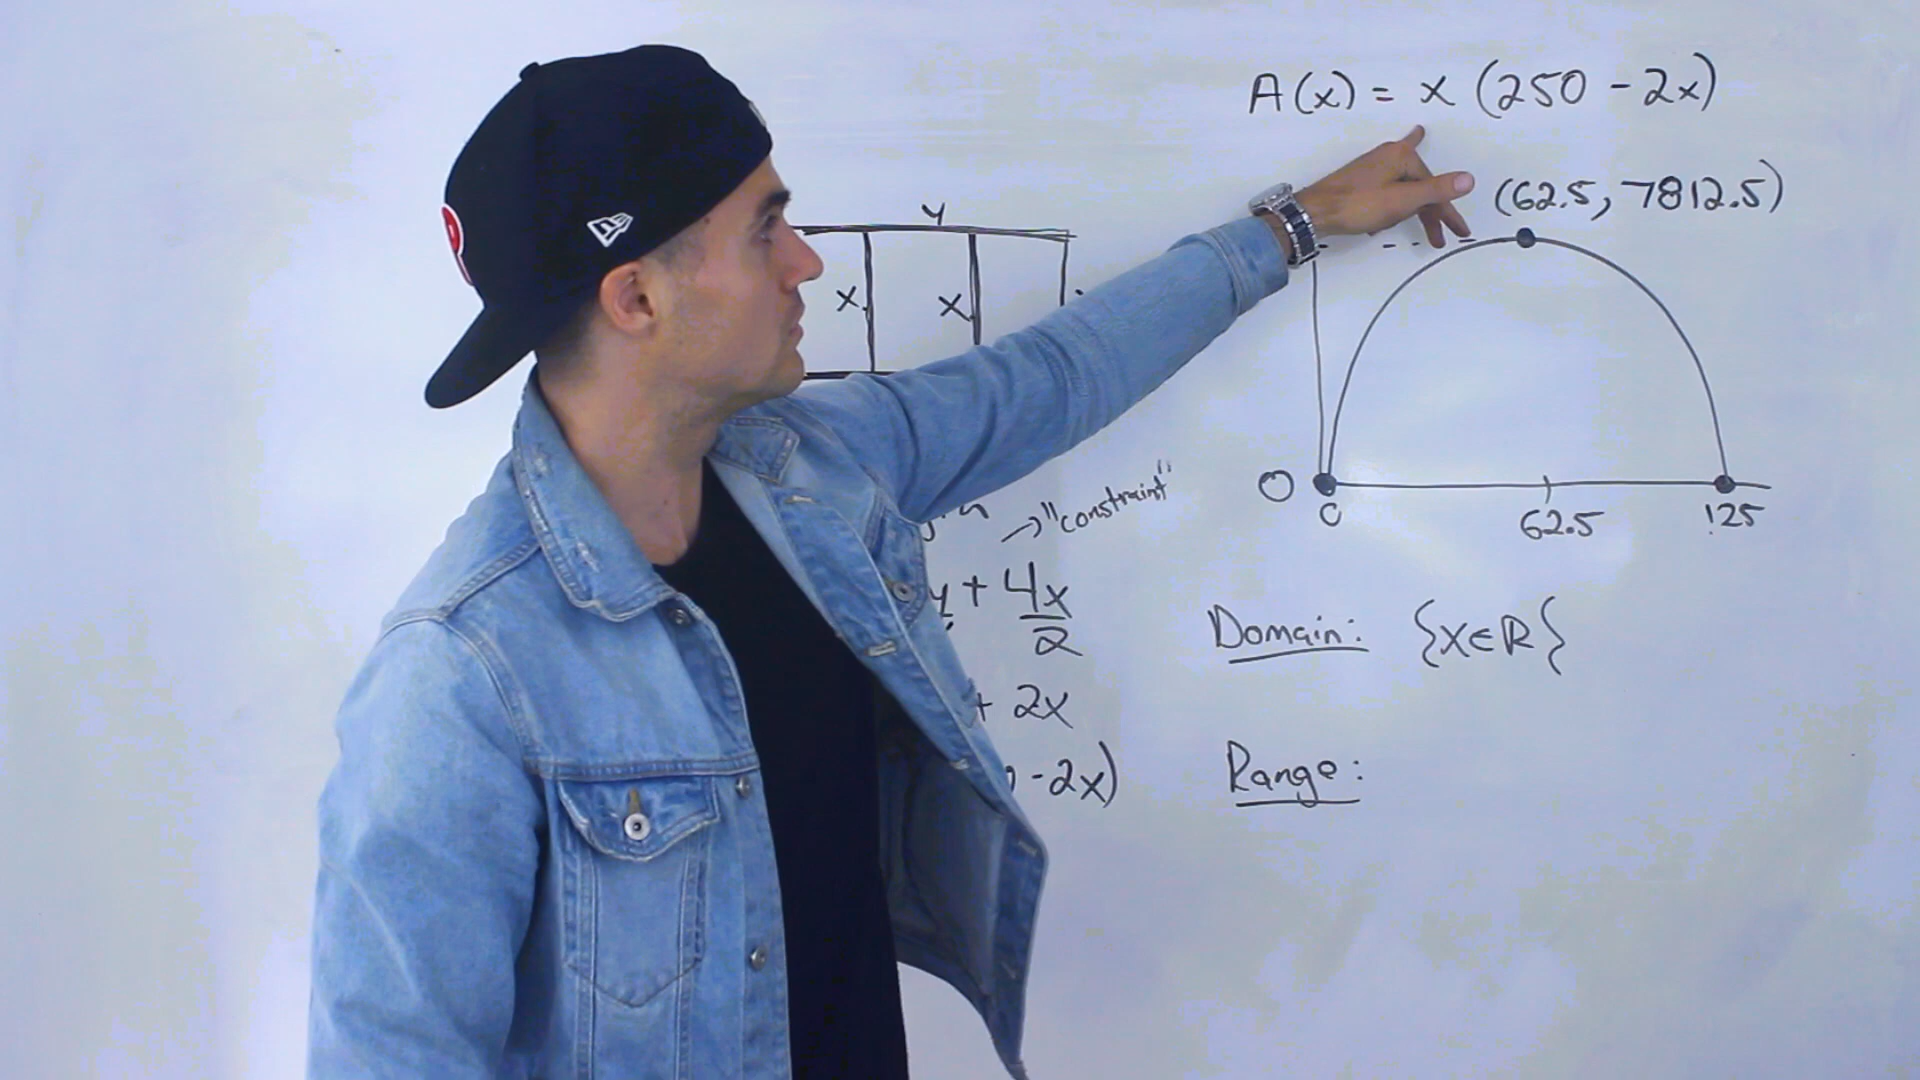 A(x) = x (250 - 2x)
(62.5, 7812.5)
y
x x
0
0 62.5 125
→ "constraint"
y + 4x/2
+ 2x
- 2x)
Domain: {x∈R}
Range: